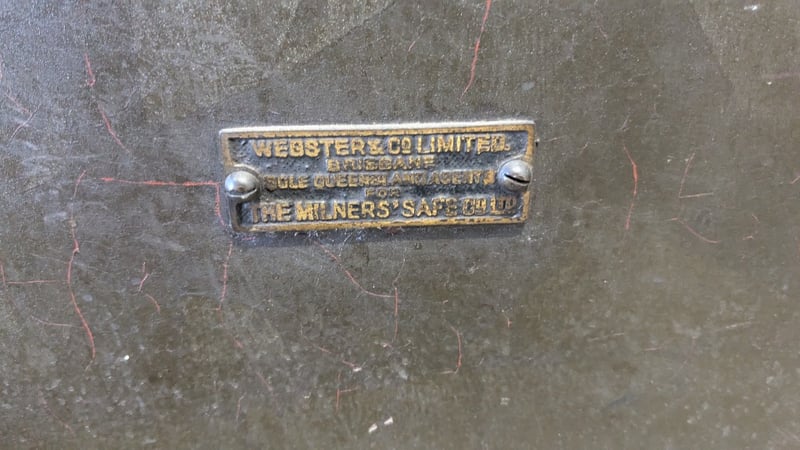 WEBSTER & CO LIMITED.
BRISBANE
SOLE QUEENSLAND AGENTS
FOR
THE MILNERS' SAFE CO LTD